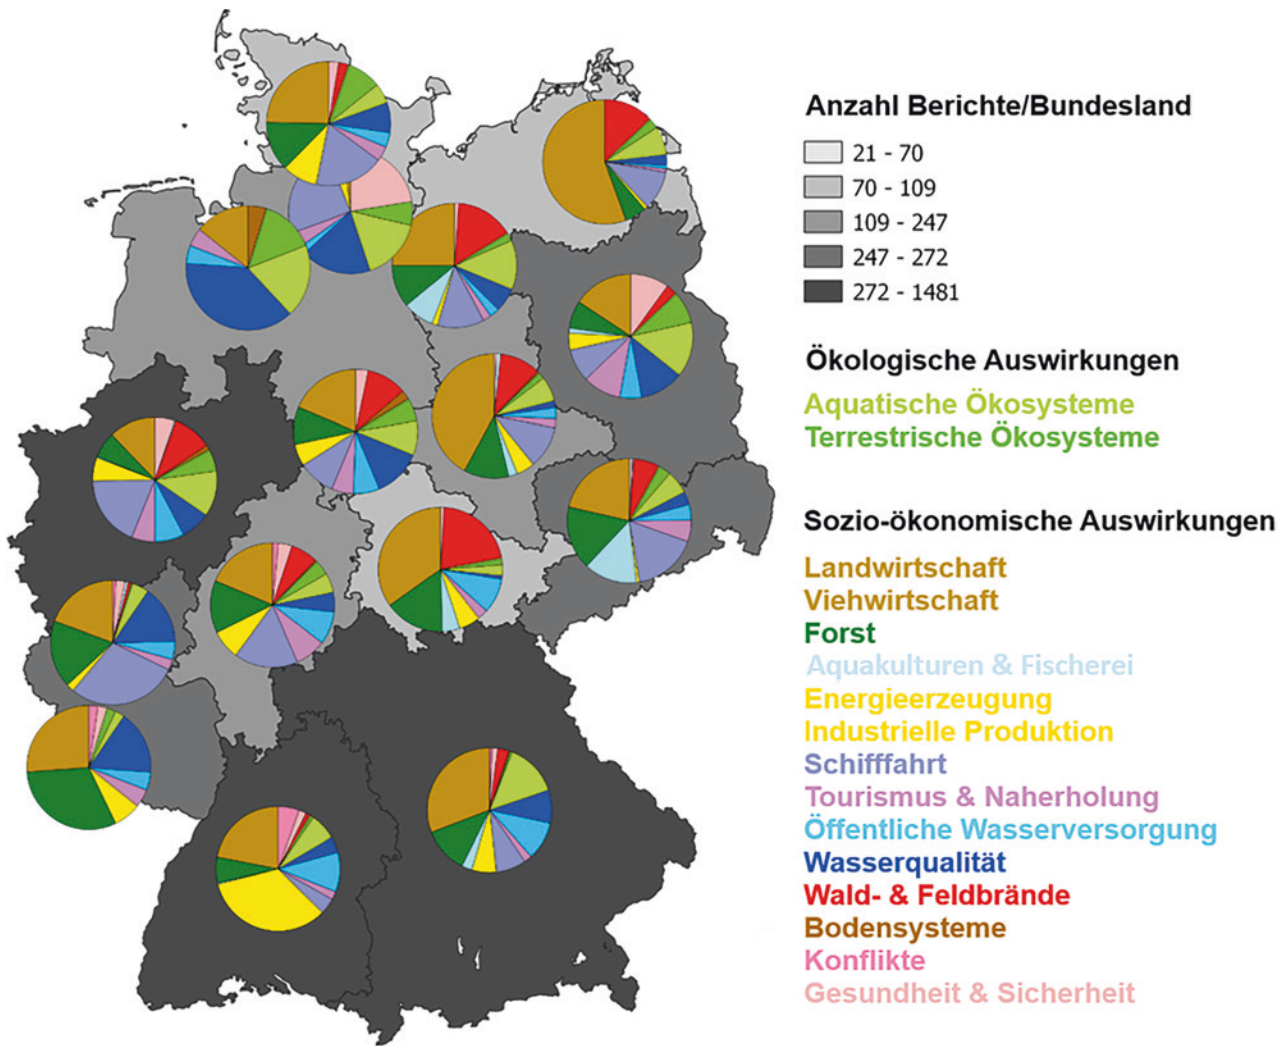 Anzahl Berichte/Bundesland
21 - 70
70 - 109
109 - 247
247 - 272
272 - 1481
Ökologische Auswirkungen
Aquatische Ökosysteme
Terrestrische Ökosysteme
Sozio-ökonomische Auswirkungen
Landwirtschaft
Viehwirtschaft
Forst
Aquakulturen & Fischerei
Energieerzeugung
Industrielle Produktion
Schifffahrt
Tourismus & Naherholung
Öffentliche Wasserversorgung
Wasserqualität
Wald- & Feldbrände
Bodensysteme
Konflikte
Gesundheit & Sicherheit